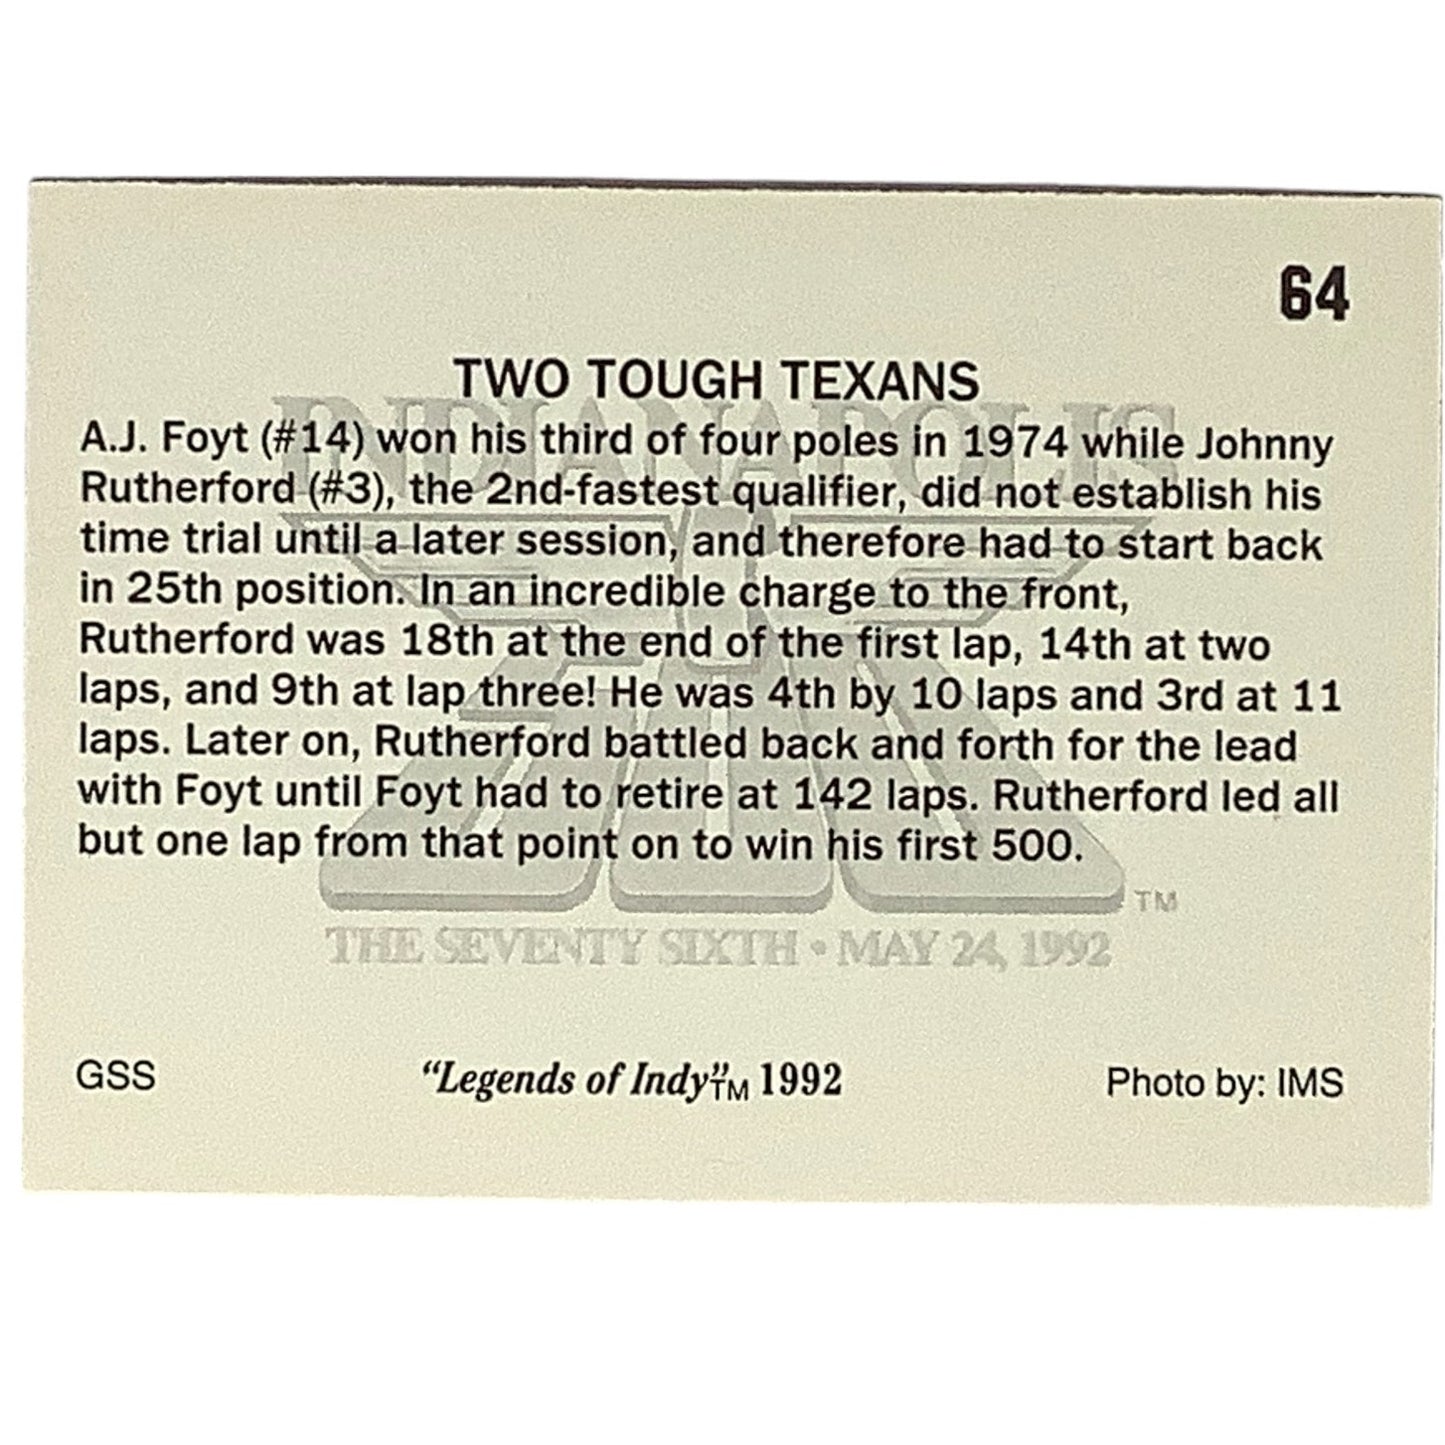 64
TWO TOUGH TEXANS
INDIANAPOLIS
A.J. Foyt (#14) won his third of four poles in 1974 while Johnny
Rutherford (#3), the 2nd-fastest qualifier, did not establish his
time trial until a later session, and therefore had to start back
in 25th position. In an incredible charge to the front,
Rutherford was 18th at the end of the first lap, 14th at two
laps, and 9th at lap three! He was 4th by 10 laps and 3rd at 11
laps. Later on, Rutherford battled back and forth for the lead
with Foyt until Foyt had to retire at 142 laps. Rutherford led all
but one lap from that point on to win his first 500.
500 TM
THE SEVENTY SIXTH • MAY 24, 1992
GSS "Legends of Indy"TM 1992 Photo by: IMS